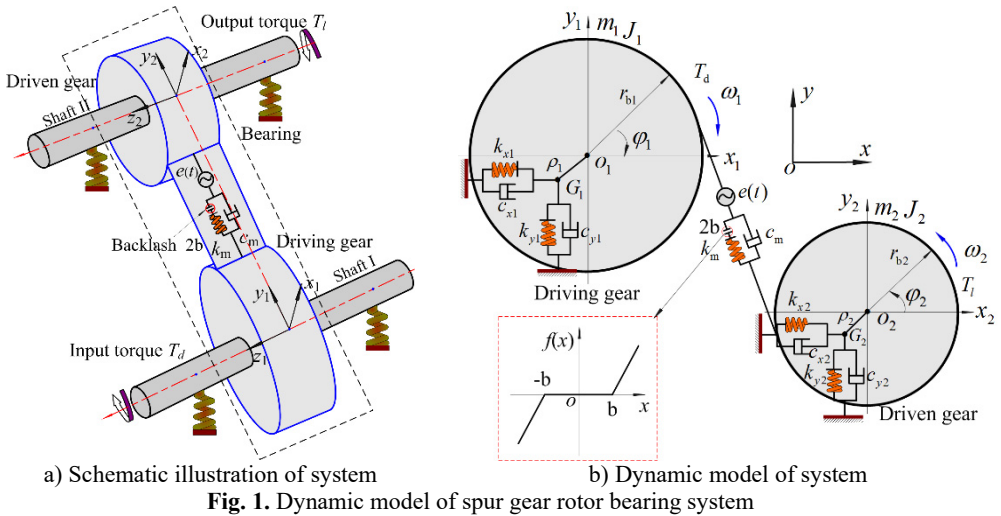 Output torque T_l
x_2
y_2
Driven gear
Shaft II
z_2
Bearing
e(t)
Backlash
2b
c_m
k_m
Driving gear
Shaft I
x_1
y_1
z_1
Input torque T_d
a) Schematic illustration of system
y_1 m_1 J_1
T_d
ω_1
r_b1
φ_1
k_x1
ρ_1
o_1
x_1
G_1
c_x1
k_y1
c_y1
Driving gear
y
o
x
e(t)
2b
k_m
c_m
y_2 m_2 J_2
ω_2
r_b2
T_l
φ_2
k_x2
ρ_2
o_2
x_2
G_2
c_x2
k_y2
c_y2
Driven gear
f(x)
-b
o
b
x
b) Dynamic model of system
Fig. 1. Dynamic model of spur gear rotor bearing system